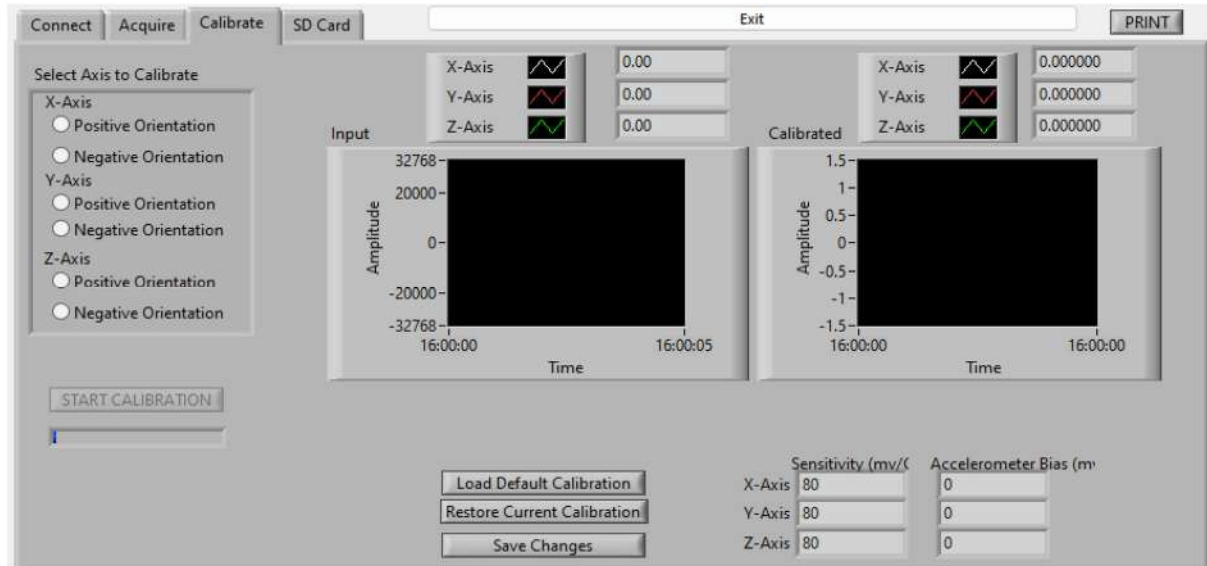 Connect Acquire Calibrate SD Card Exit PRINT
Select Axis to Calibrate
X-Axis
Positive Orientation
Negative Orientation
Y-Axis
Positive Orientation
Negative Orientation
Z-Axis
Positive Orientation
Negative Orientation
START CALIBRATION
X-Axis 0.00
Y-Axis 0.00
Z-Axis 0.00
Input
32768
20000
0
-20000
-32768
Amplitude
16:00:00 16:00:05
Time
X-Axis 0.000000
Y-Axis 0.000000
Z-Axis 0.000000
Calibrated
1.5
1
0.5
0
-0.5
-1
-1.5
Amplitude
16:00:00 16:00:00
Time
Load Default Calibration
Restore Current Calibration
Save Changes
Sensitivity (mv/( Accelerometer Bias (m
X-Axis 80 0
Y-Axis 80 0
Z-Axis 80 0